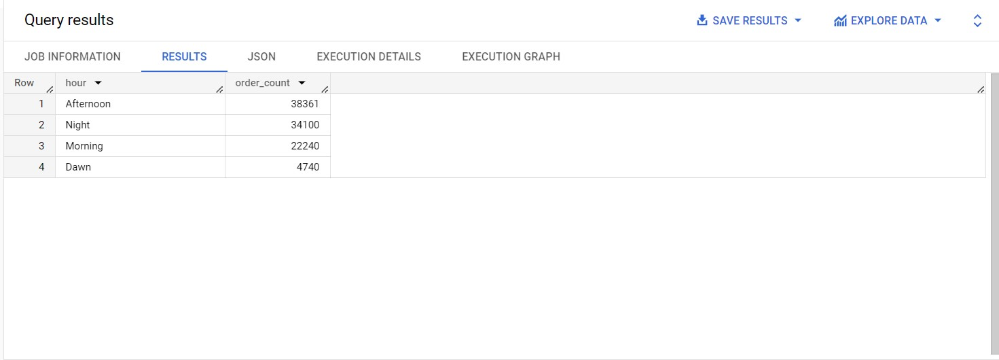 Query results SAVE RESULTS EXPLORE DATA
JOB INFORMATION RESULTS JSON EXECUTION DETAILS EXECUTION GRAPH
Row hour order_count
1 Afternoon 38361
2 Night 34100
3 Morning 22240
4 Dawn 4740